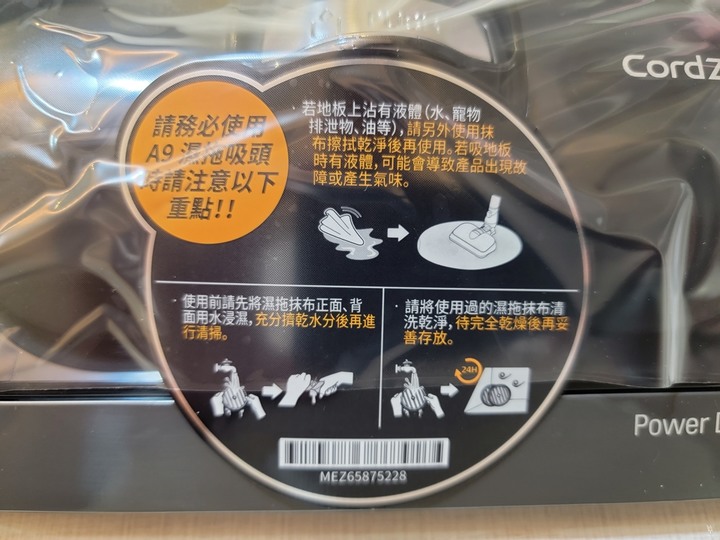 請務必使用
A9 濕拖吸頭
時請注意以下
重點!!
· 若地板上沾有液體 (水、寵物
排泄物、油等), 請另外使用抹
布擦拭乾淨後再使用。若吸地板
時有液體, 可能會導致產品出現故
障或產生氣味。
· 使用前請先將濕拖抹布正面、背
面用水浸濕, 充分擠乾水分後再進
行清掃。
· 請將使用過的濕拖抹布清
洗乾淨, 待完全乾燥後再妥
善存放。
24H
MEZ65875228
CordZ
Power